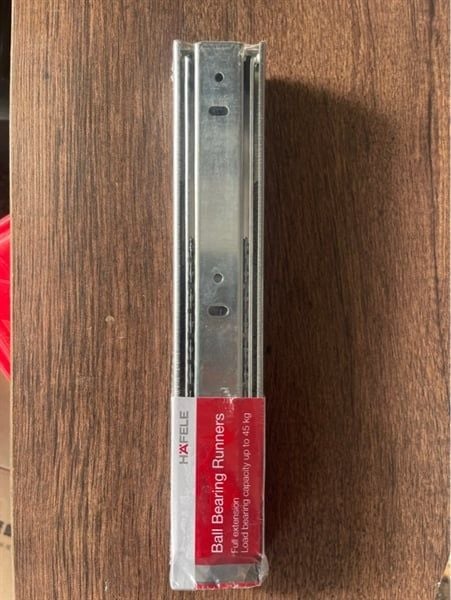 HÄFELE
Ball Bearing Runners
Full extension
Load bearing capacity up to 45 kg